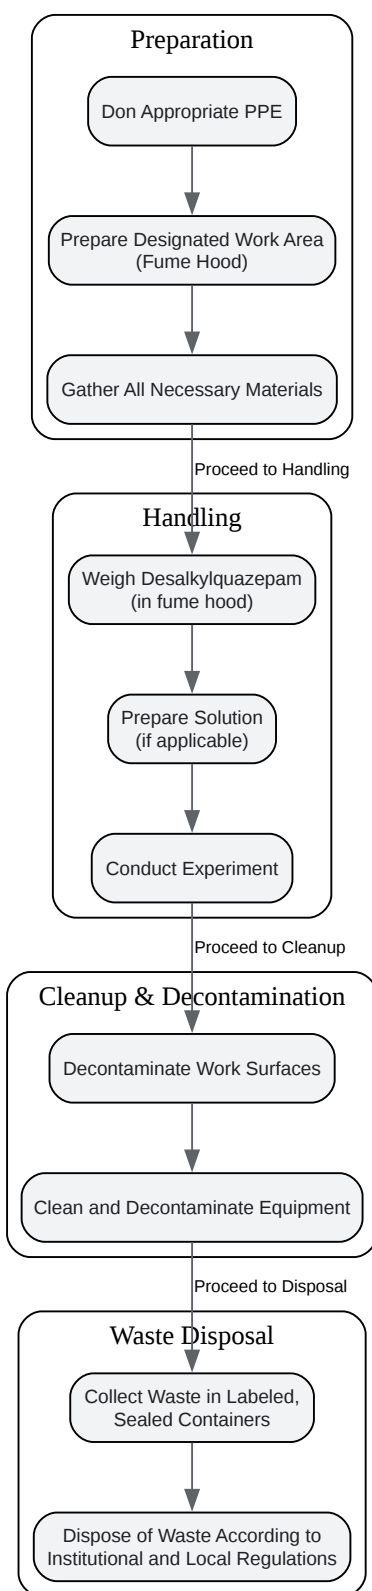 Preparation
Don Appropriate PPE
Prepare Designated Work Area
(Fume Hood)
Gather All Necessary Materials
Proceed to Handling
Handling
Weigh Desalkylquazepam
(in fume hood)
Prepare Solution
(if applicable)
Conduct Experiment
Proceed to Cleanup
Cleanup & Decontamination
Decontaminate Work Surfaces
Clean and Decontaminate Equipment
Proceed to Disposal
Waste Disposal
Collect Waste in Labeled,
Sealed Containers
Dispose of Waste According to
Institutional and Local Regulations